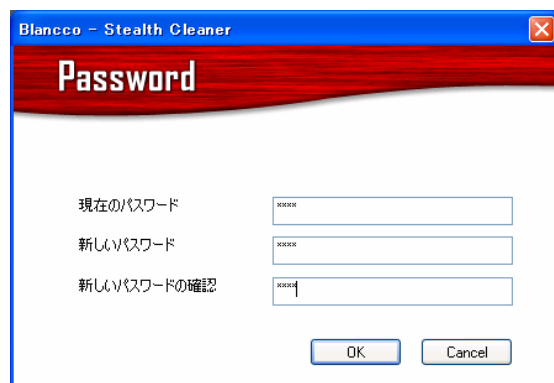 Blancco - Stealth Cleaner
Password
現在のパスワード
****
新しいパスワード
****
新しいパスワードの確認
****
OK
Cancel